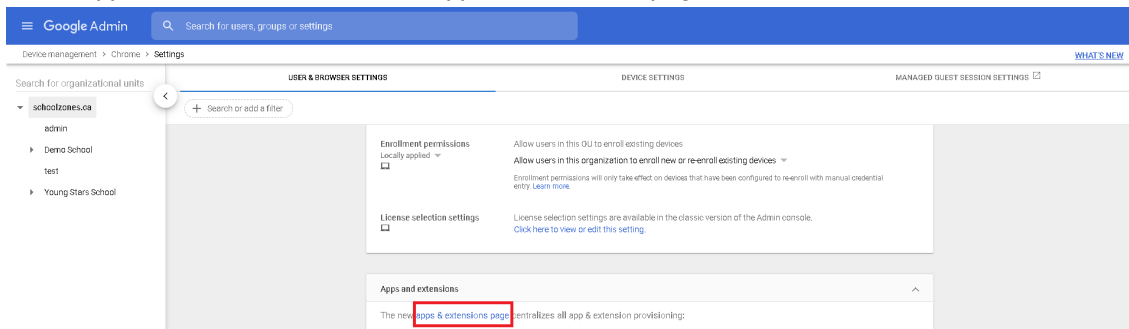 Google Admin
Search for users, groups or settings
Device management > Chrome > Settings
WHAT'S NEW
Search for organizational units
schoolzones.ca
admin
Demo School
test
Young Stars School
USER & BROWSER SETTINGS
DEVICE SETTINGS
MANAGED GUEST SESSION SETTINGS
+ Search or add a filter
Enrollment permissions
Locally applied
Allow users in this OU to enroll existing devices
Allow users in this organization to enroll new or re-enroll existing devices
Enrollment permissions will only take effect on devices that have been configured to re-enroll with manual credential
entry. Learn more.
License selection settings
License selection settings are available in the classic version of the Admin console.
Click here to view or edit this setting.
Apps and extensions
The new apps & extensions page centralizes all app & extension provisioning: